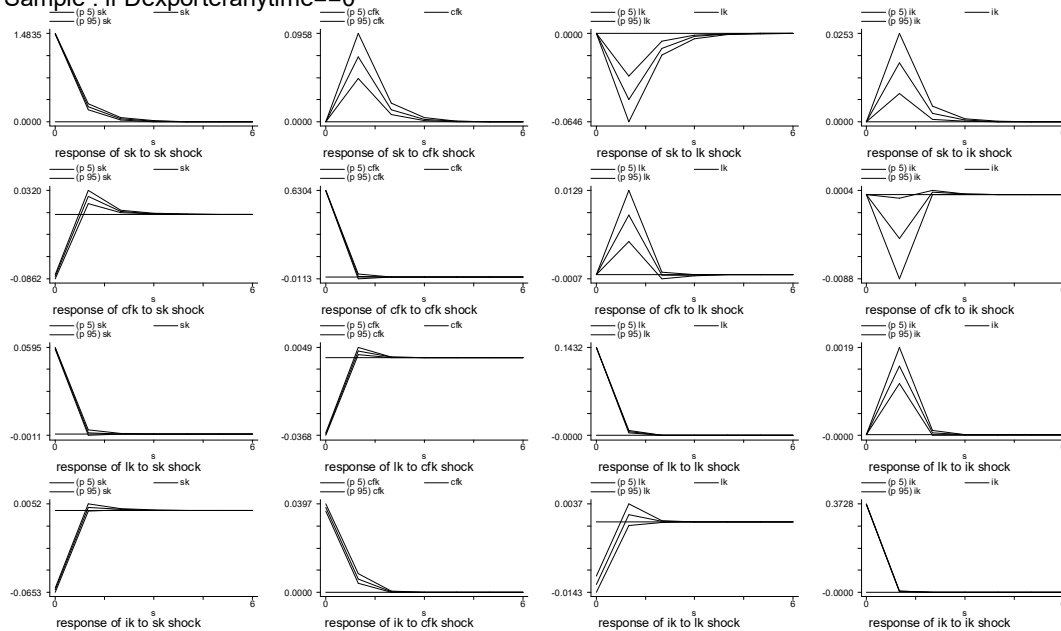 Sample : if Dexporteranytime==0
(p 5) sk sk
(p 95) sk
1.4835
0.0000
0 6
s
response of sk to sk shock
(p 5) cfk cfk
(p 95) cfk
0.0958
0.0000
0 6
s
response of sk to cfk shock
(p 5) lk lk
(p 95) lk
0.0000
-0.0646
0 6
s
response of sk to lk shock
(p 5) ik ik
(p 95) ik
0.0253
0.0000
0
s
response of sk to ik shock
(p 5) sk sk
(p 95) sk
0.0320
-0.0862
0 6
s
response of cfk to sk shock
(p 5) cfk cfk
(p 95) cfk
0.6304
-0.0113
0 6
s
response of cfk to cfk shock
(p 5) lk lk
(p 95) lk
0.0129
-0.0007
0 6
s
response of cfk to lk shock
(p 5) ik ik
(p 95) ik
0.0004
-0.0088
0
s
response of cfk to ik shock
(p 5) sk sk
(p 95) sk
0.0595
-0.0011
0 6
s
response of lk to sk shock
(p 5) cfk cfk
(p 95) cfk
0.0049
-0.0368
0 6
s
response of lk to cfk shock
(p 5) lk lk
(p 95) lk
0.1432
-0.0000
0 6
s
response of lk to lk shock
(p 5) ik ik
(p 95) ik
0.0019
-0.0000
0
s
response of lk to ik shock
(p 5) sk sk
(p 95) sk
0.0052
-0.0653
0 6
s
response of ik to sk shock
(p 5) cfk cfk
(p 95) cfk
0.0397
0.0000
0 6
s
response of ik to cfk shock
(p 5) lk lk
(p 95) lk
0.0037
-0.0143
0 6
s
response of ik to lk shock
(p 5) ik ik
(p 95) ik
0.3728
0.0000
0
s
response of ik to ik shock